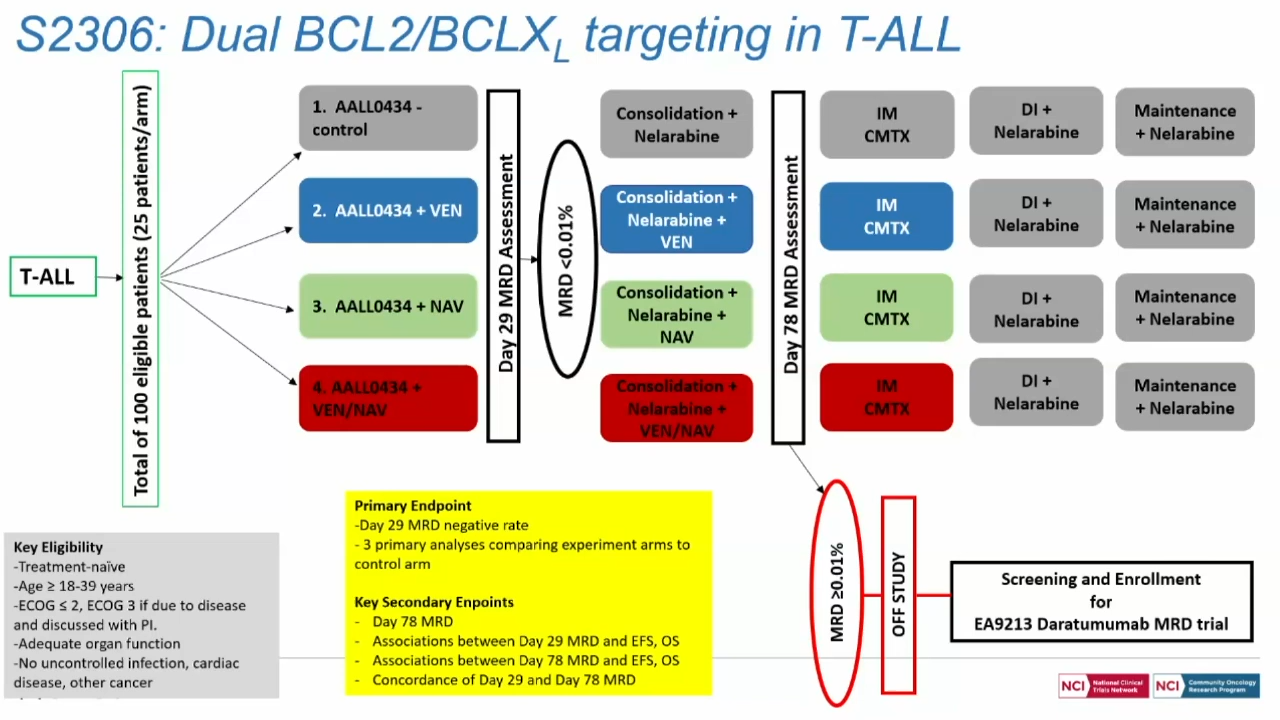 S2306: Dual BCL2/BCLXL targeting in T-ALL
T-ALL
Total of 100 eligible patients (25 patients/arm)
1. AALL0434 -
control
2. AALL0434 + VEN
3. AALL0434 + NAV
4. AALL0434 +
VEN/NAV
Day 29 MRD Assessment
MRD <0.01%
Consolidation +
Nelarabine
Consolidation +
Nelarabine +
VEN
Consolidation +
Nelarabine +
NAV
Consolidation +
Nelarabine +
VEN/NAV
Day 78 MRD Assessment
IM
CMTX
DI +
Nelarabine
Maintenance
+ Nelarabine
IM
CMTX
DI +
Nelarabine
Maintenance
+ Nelarabine
IM
CMTX
DI +
Nelarabine
Maintenance
+ Nelarabine
IM
CMTX
DI +
Nelarabine
Maintenance
+ Nelarabine
Key Eligibility
-Treatment-naïve
-Age ≥ 18-39 years
-ECOG ≤ 2, ECOG 3 if due to disease
and discussed with PI.
-Adequate organ function
-No uncontrolled infection, cardiac
disease, other cancer
Primary Endpoint
-Day 29 MRD negative rate
- 3 primary analyses comparing experiment arms to
control arm
Key Secondary Enpoints
- Day 78 MRD
- Associations between Day 29 MRD and EFS, OS
- Associations between Day 78 MRD and EFS, OS
- Concordance of Day 29 and Day 78 MRD
MRD ≥0.01%
OFF STUDY
Screening and Enrollment
for
EA9213 Daratumumab MRD trial
NCI National Clinical
Trials Network
NCI Community Oncology
Research Program